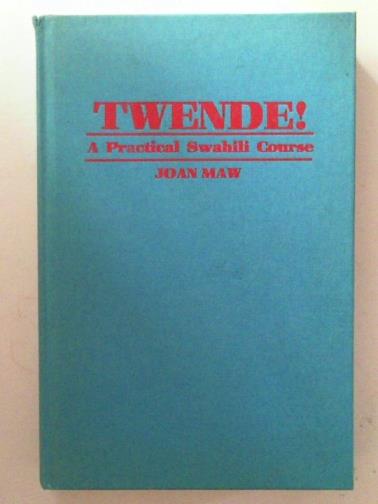 TWENDE!
A Practical Swahili Course
JOAN MAW